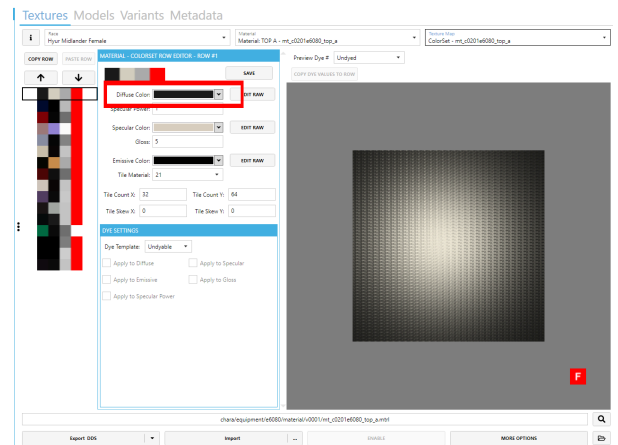 Textures Models Variants Metadata
i
Race
Hyur Midlander Female
Material
Material: TOP A - mt_c0201e6080_top_a
Texture Map
ColorSet - mt_c0201e6080_top_a
COPY ROW
PASTE ROW
MATERIAL - COLORSET ROW EDITOR - ROW #1
SAVE
Preview Dye #
Undyed
COPY DYE VALUES TO ROW
Diffuse Color:
EDIT RAW
Specular Power: 1
Specular Color:
EDIT RAW
Gloss: 5
Emissive Color:
EDIT RAW
Tile Material: 21
Tile Count X: 32
Tile Count Y: 64
Tile Skew X: 0
Tile Skew Y: 0
DYE SETTINGS
Dye Template: Undyable
Apply to Diffuse
Apply to Specular
Apply to Emissive
Apply to Gloss
Apply to Specular Power
F
chara/equipment/e6080/material/v0001/mt_c0201e6080_top_a.mtrl
Export DDS
Import
...
ENABLE
MORE OPTIONS